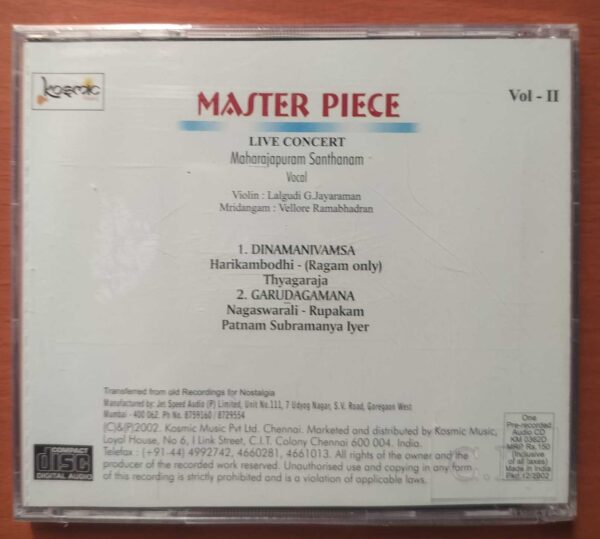 Kosmic
MASTER PIECE
Vol - II
LIVE CONCERT
Maharajapuram Santhanam
Vocal
Violin : Lalgudi G.Jayaraman
Mridangam : Vellore Ramabhadran
1. DINAMANIVAMSA
Harikambodhi - (Ragam only)
Thyagaraja
2. GARUDAGAMANA
Nagaswarali - Rupakam
Patnam Subramanya Iyer
Transferred from old Recordings for Nostalgia
Manufactured by: Jet Speed Audio (P) Limited, Unit No.111, 7 Udyog Nagar, S.V. Road, Goregaon West
Mumbai - 400 062. Ph No. 8759160 / 8729554
(C)&(P)2002. Kosmic Music Pvt Ltd. Chennai. Marketed and distributed by Kosmic Music,
Loyal House, No 6, I Link Street, C.I.T. Colony Chennai 600 004. India.
Telefax : (+91-44) 4992742, 4660281, 4661013. All rights of the owner and the
producer of the recorded work reserved. Unauthorised use and copying in any form
of this recording is strictly prohibited and is a violation of applicable laws.
COMPACT
disc
DIGITAL AUDIO
One
Pre-recorded
Audio CD
KM 0362D
MRP Rs.150
(Inclusive
of all taxes)
Made in India
Pkd.12/2002